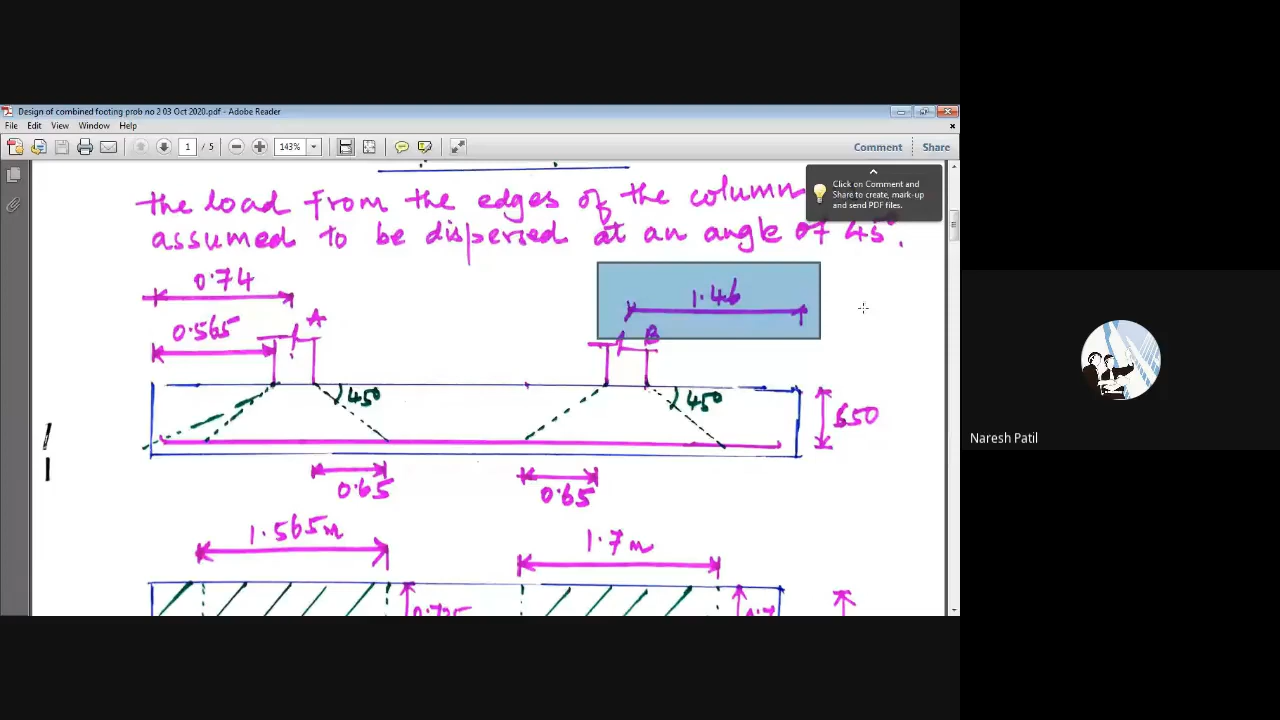 Design of combined footing prob no 2 03 Oct 2020.pdf - Adobe Reader
File Edit View Window Help
1 / 5 143% Comment Share
Click on Comment and
Share to create, mark-up
and send PDF files.
the load from the edges of the column
assumed to be dispersed at an angle of 45°.
0.74
1.46
0.565
A
B
45° 45°
650
Naresh Patil
0.65 0.65
1.565m 1.7m
0.725